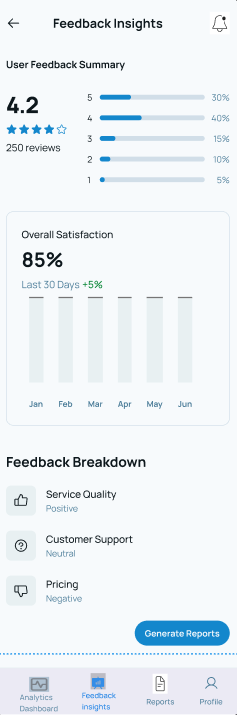 Feedback Insights
User Feedback Summary
4.2
250 reviews
5 30%
4 40%
3 15%
2 10%
1 5%
Overall Satisfaction
85%
Last 30 Days +5%
Jan Feb Mar Apr May Jun
Feedback Breakdown
Service Quality
Positive
Customer Support
Neutral
Pricing
Negative
Generate Reports
Analytics
Dashboard
Feedback
insights
Reports
Profile